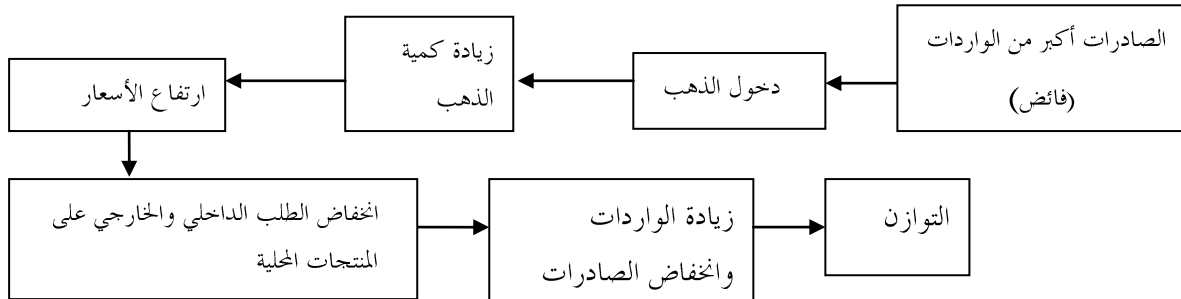 الصادرات أكبر من الواردات
(فائض)
دخول الذهب
زيادة كمية
الذهب
ارتفاع الأسعار
انخفاض الطلب الداخلي والخارجي على
المنتجات المحلية
زيادة الواردات
وانخفاض الصادرات
التوازن